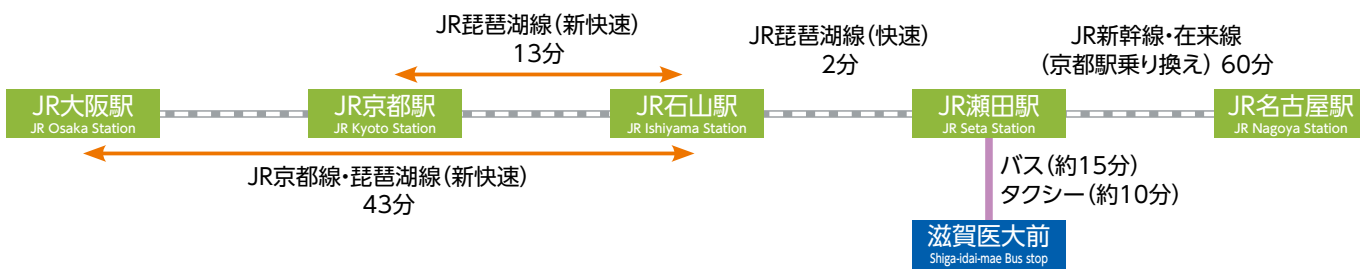 JR琵琶湖線（新快速）
13分
JR琵琶湖線（快速）
2分
JR新幹線・在来線
（京都駅乗り換え） 60分
JR大阪駅
JR Osaka Station
JR京都駅
JR Kyoto Station
JR石山駅
JR Ishiyama Station
JR瀬田駅
JR Seta Station
JR名古屋駅
JR Nagoya Station
JR京都線・琵琶湖線（新快速）
43分
バス（約15分）
タクシー（約10分）
滋賀医大前
Shiga-idai-mae Bus stop